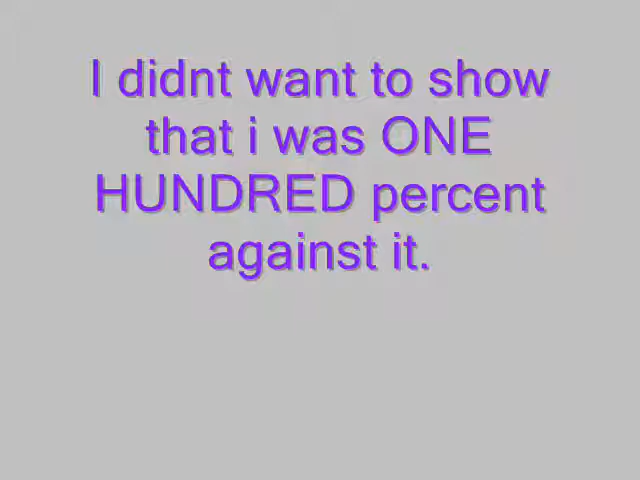 I didnt want to show
that i was ONE
HUNDRED percent
against it.